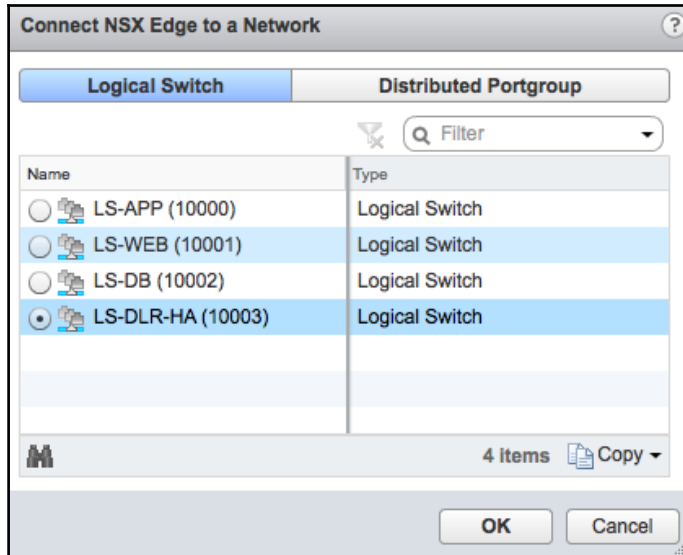 Connect NSX Edge to a Network ?
Logical Switch Distributed Portgroup
Filter
Name Type
LS-APP (10000) Logical Switch
LS-WEB (10001) Logical Switch
LS-DB (10002) Logical Switch
LS-DLR-HA (10003) Logical Switch
4 items Copy
OK Cancel